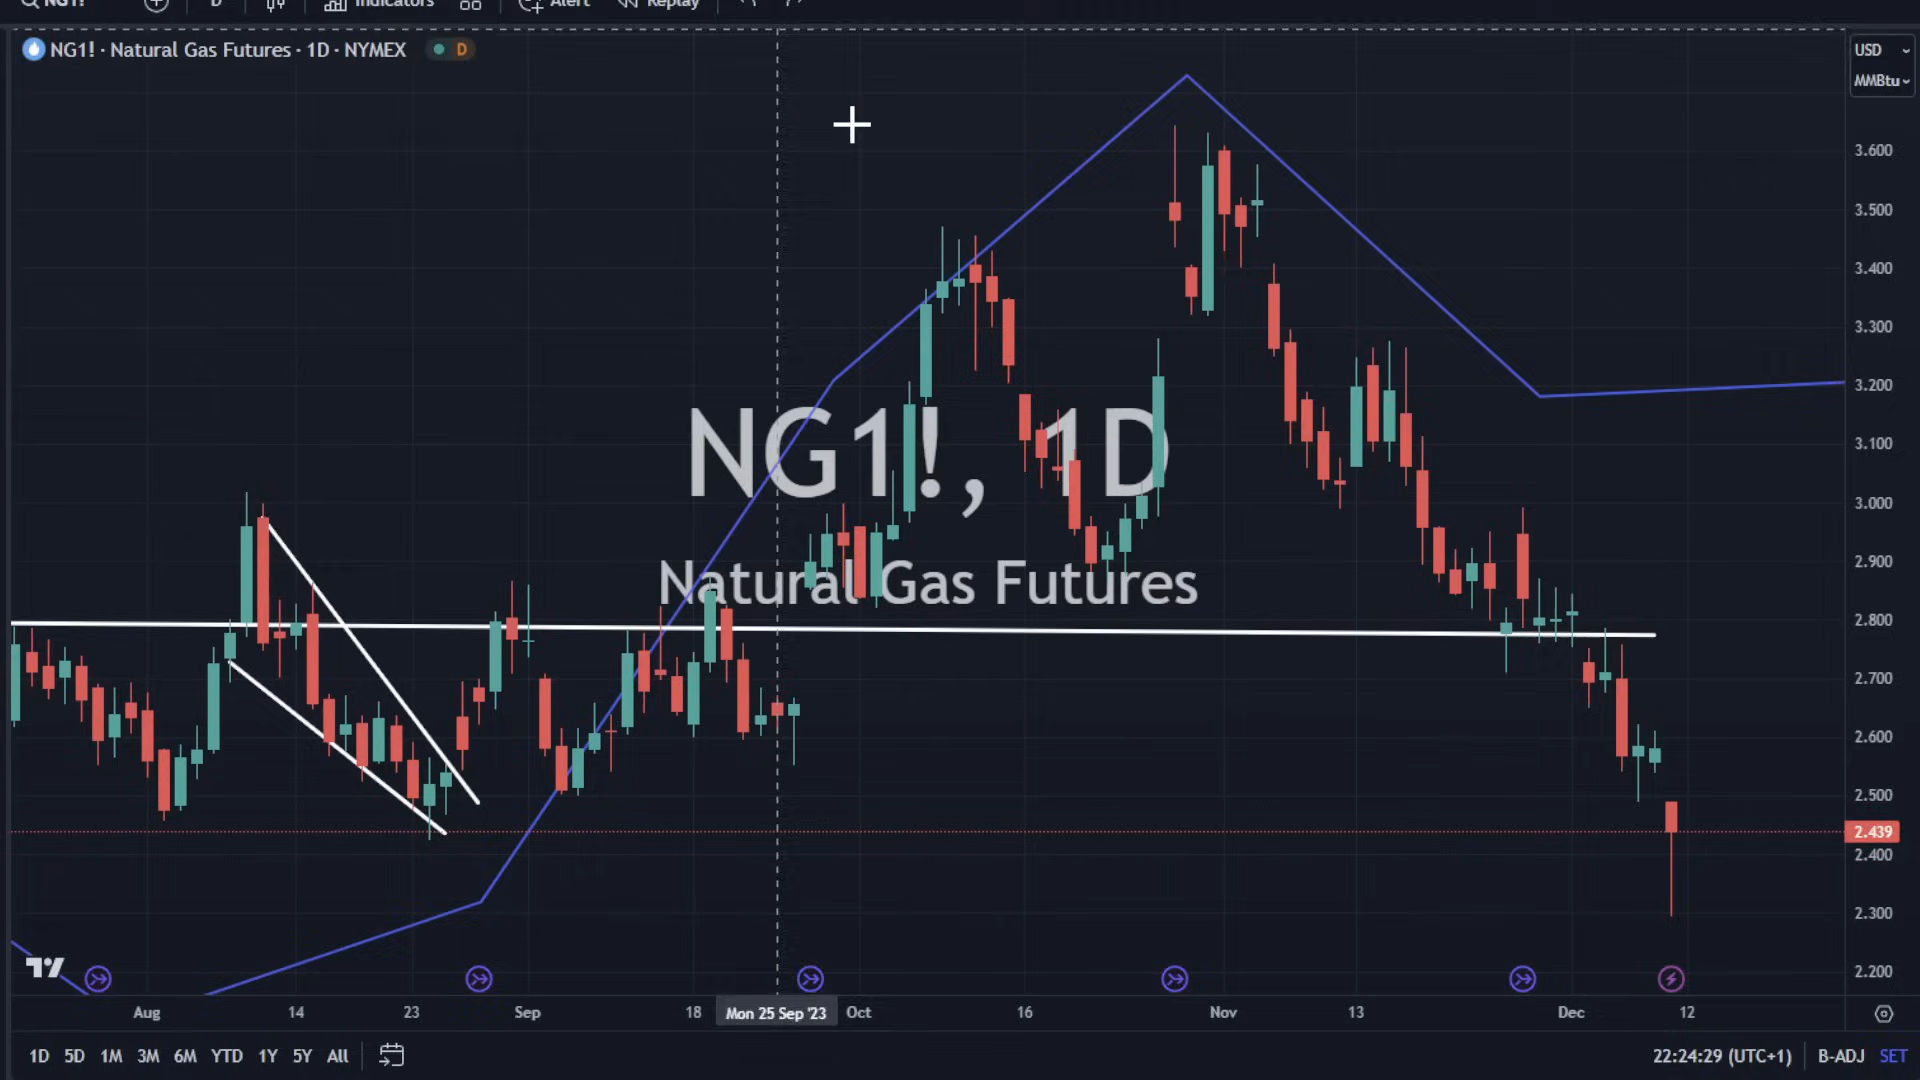 NG1!
D
Indicators
Alert
Replay
NG1! · Natural Gas Futures · 1D · NYMEX
D
USD
MMBtu
3.600
3.500
3.400
3.300
3.200
3.100
3.000
2.900
2.800
2.700
2.600
2.500
2.439
2.400
2.300
2.200
NG1!, 1D
Natural Gas Futures
Aug
14
23
Sep
18
Mon 25 Sep '23
Oct
16
Nov
13
Dec
12
1D
5D
1M
3M
6M
YTD
1Y
5Y
All
22:24:29 (UTC+1)
B-ADJ
SET